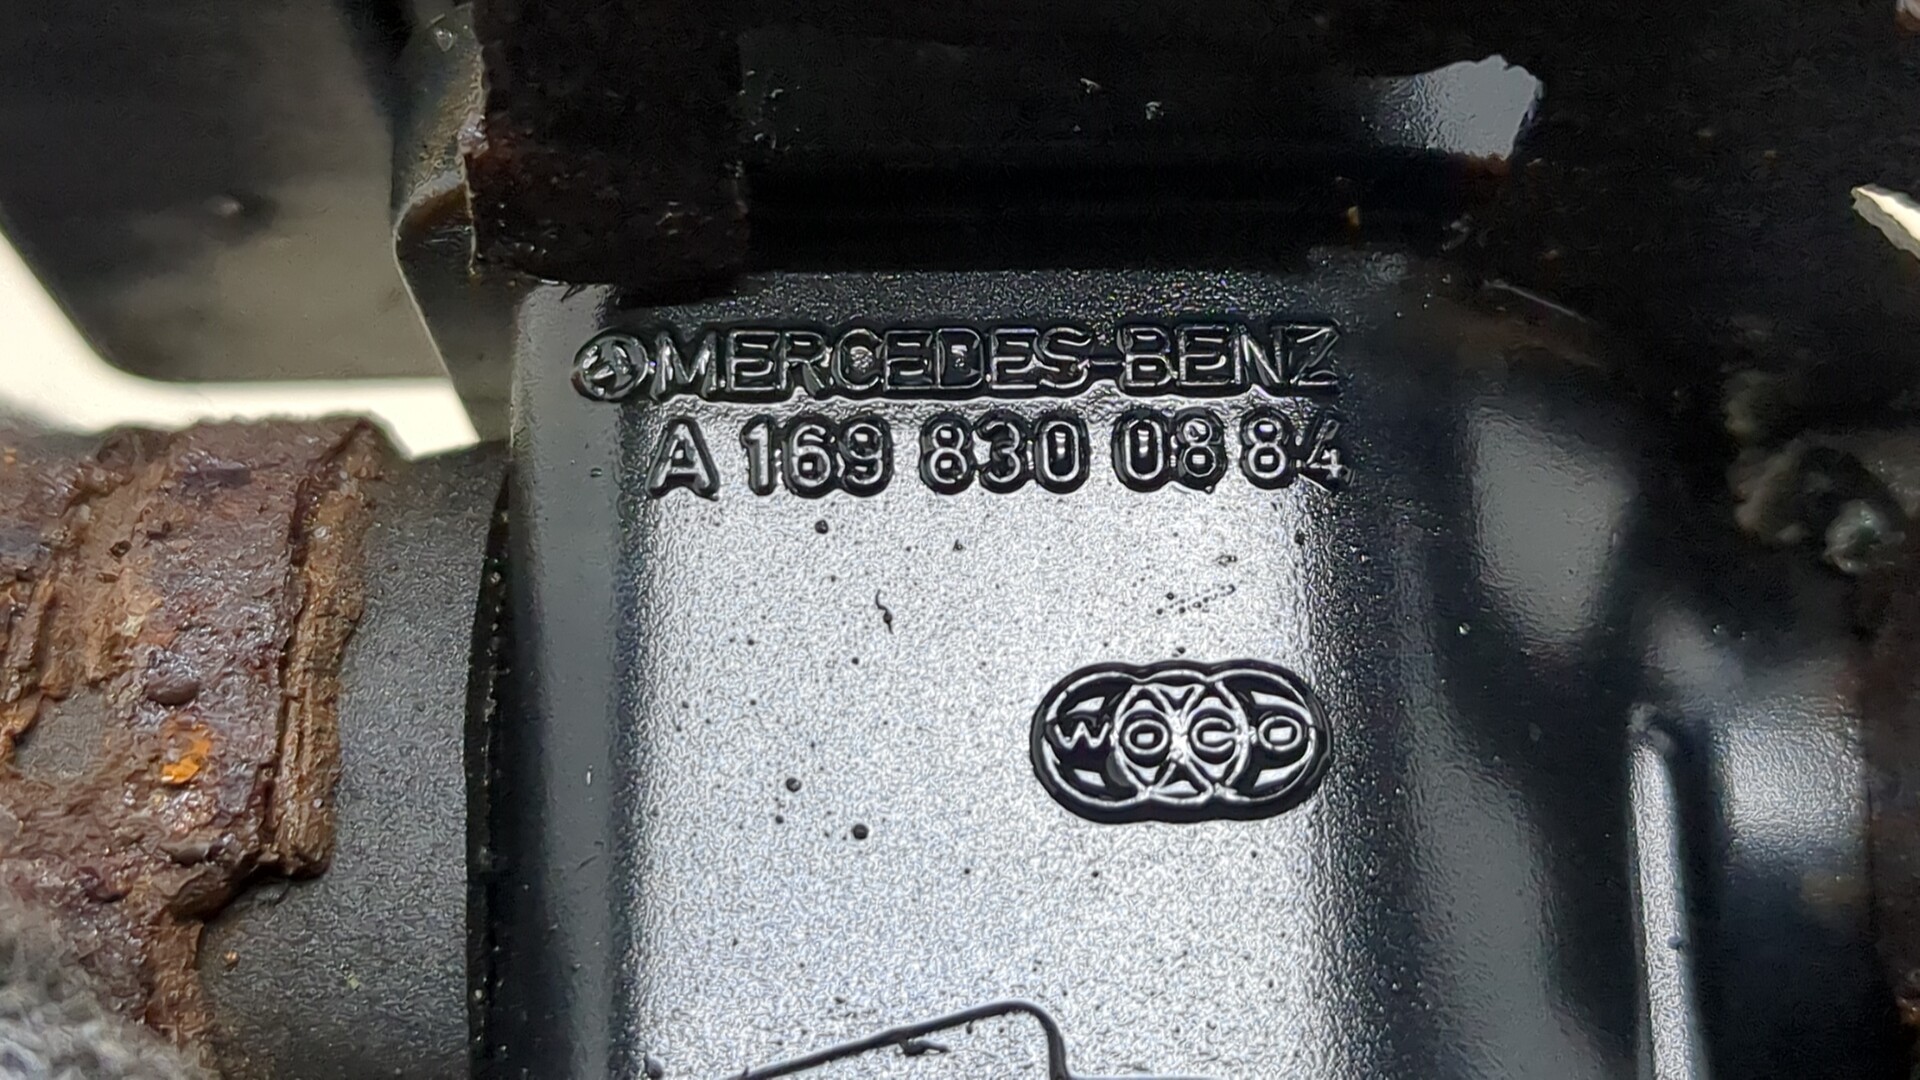 MERCEDES-BENZ
A 169 830 08 84
WOCO